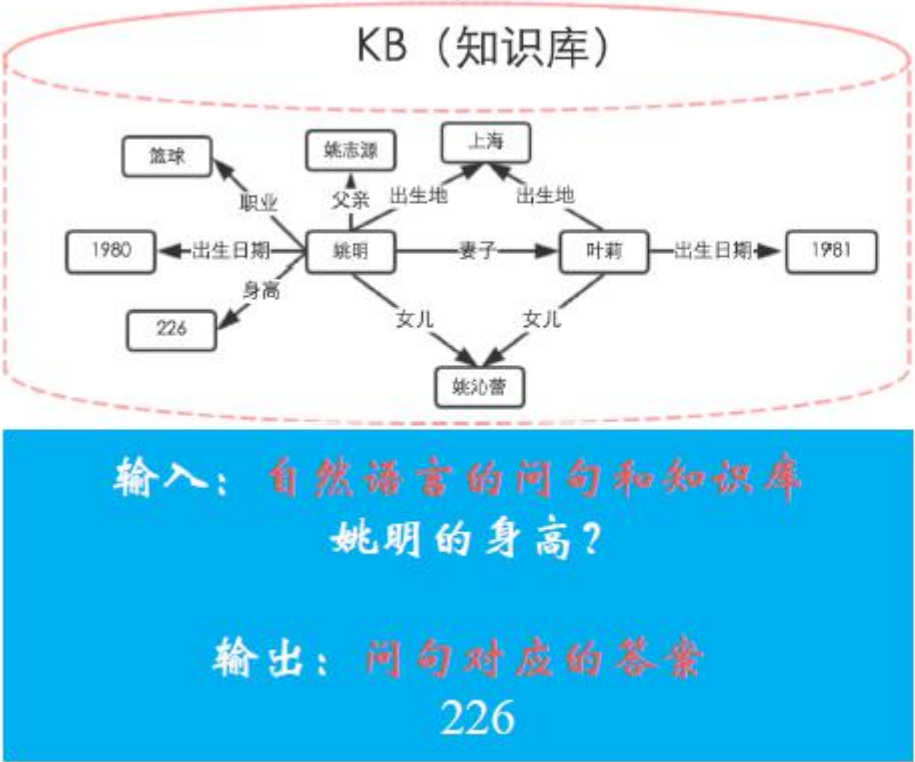 KB（知识库）
上海
姚志源
篮球
职业
父亲
出生地
出生地
1980
出生日期
姚明
妻子
叶莉
出生日期
1981
身高
226
女儿
女儿
姚沁蕾
输入：自然语言的问句和知识库
姚明的身高？
输出：问句对应的答案
226